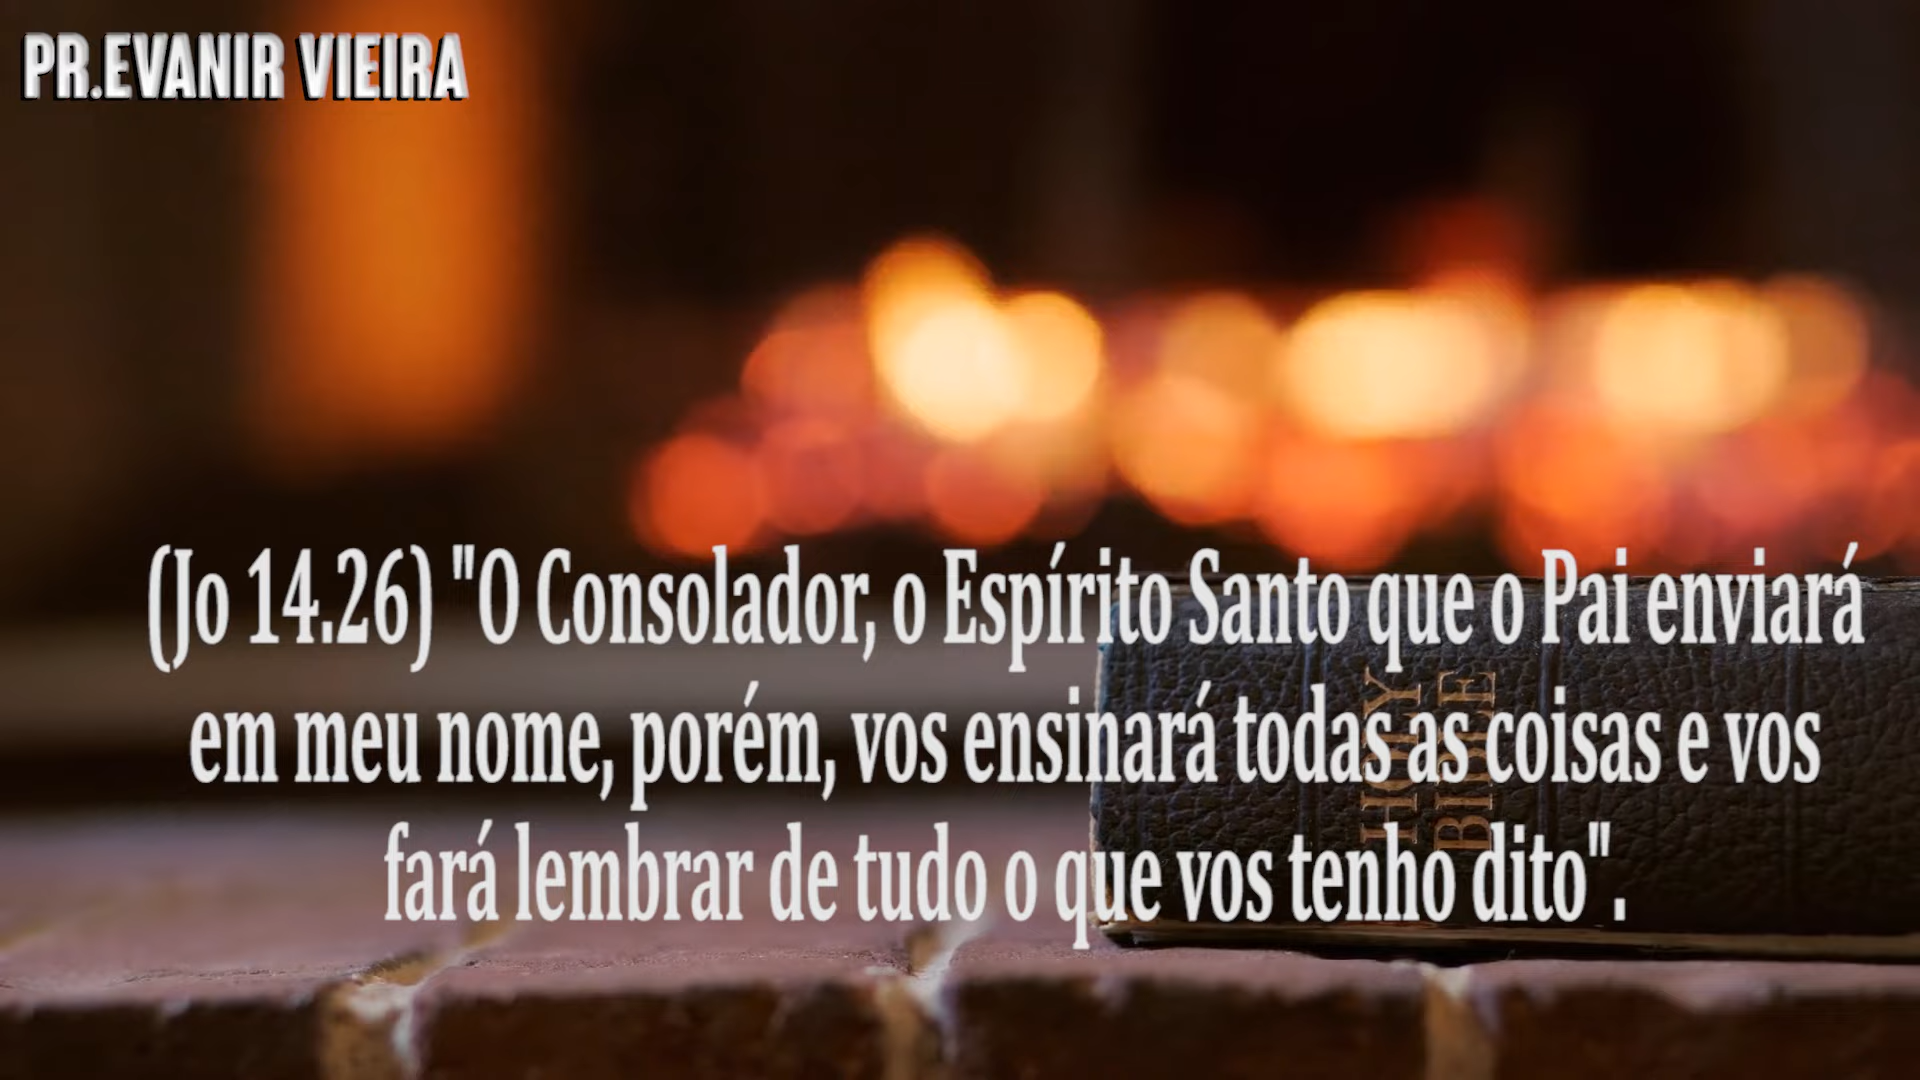 PR.EVANIR VIEIRA
(Jo 14.26) "O Consolador, o Espírito Santo que o Pai enviará
em meu nome, porém, vos ensinará todas as coisas e vos
fará lembrar de tudo o que vos tenho dito".
HOLY
BIBLE